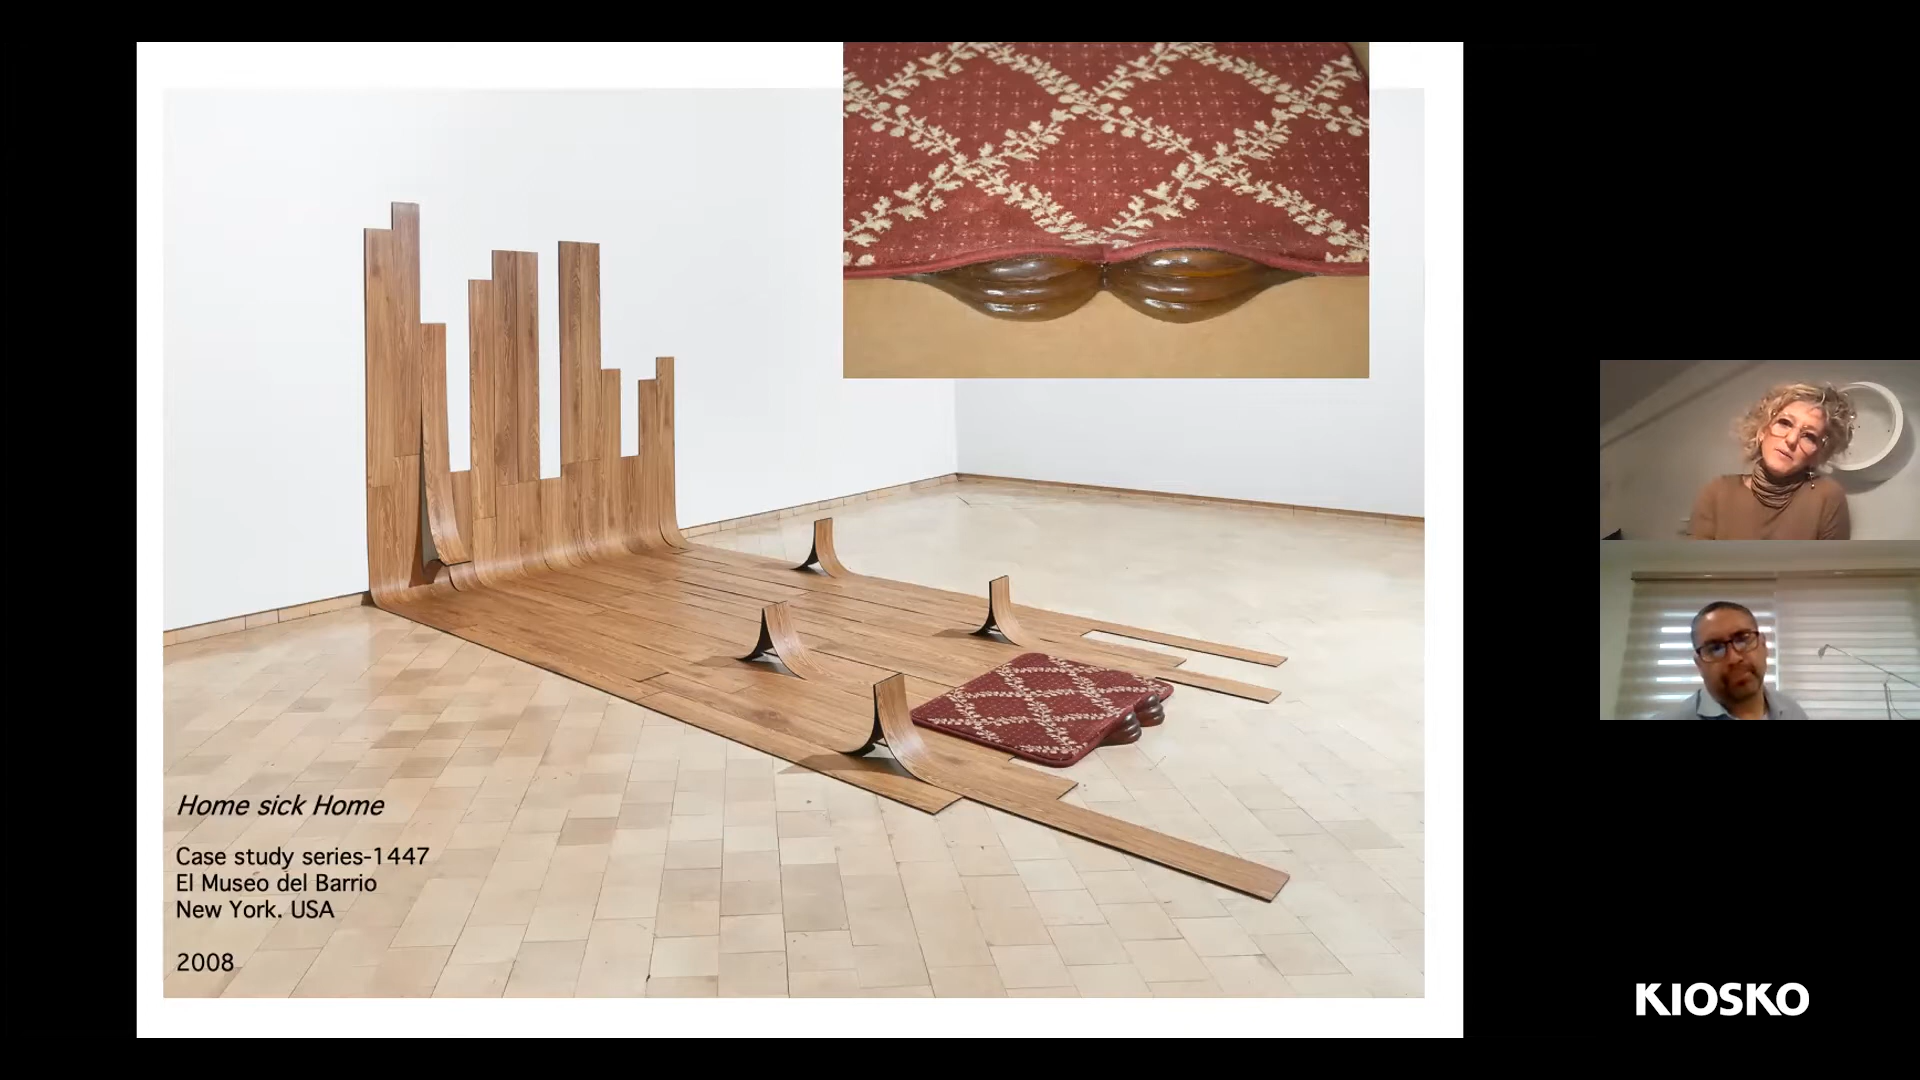 Home sick Home
Case study series-1447
El Museo del Barrio
New York. USA
2008
KIOSKO